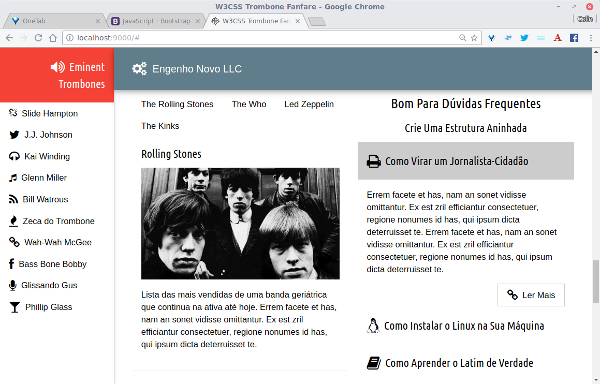 W3CSS Trombone Fanfare - Google Chrome
One lab
JavaScript · Bootstrap
W3CSS Trombone Fan
localhost:9000/#
Eminent
Trombones
Slide Hampton
J.J. Johnson
Kai Winding
Glenn Miller
Bill Watrous
Zeca do Trombone
Wah-Wah McGee
Bass Bone Bobby
Glissando Gus
Phillip Glass
Engenho Novo LLC
The Rolling Stones
The Who
Led Zeppelin
The Kinks
Rolling Stones
Lista das mais vendidas de uma banda geriátrica
que continua na ativa até hoje. Errem facete et has,
nam an sonet vidisse omittantur. Ex est zril
efficiantur consectetuer, regione nonumes id has,
qui ipsum dicta deterruisset te.
Bom Para Dúvidas Frequentes
Crie Uma Estrutura Aninhada
Como Virar um Jornalista-Cidadão
Errem facete et has, nam an sonet vidisse
omittantur. Ex est zril efficiantur consectetuer,
regione nonumes id has, qui ipsum dicta
deterruisset te. Errem facete et has, nam an sonet
vidisse omittantur. Ex est zril efficiantur
consectetuer, regione nonumes id has, qui ipsum
dicta deterruisset te.
Ler Mais
Como Instalar o Linux na Sua Máquina
Como Aprender o Latim de Verdade